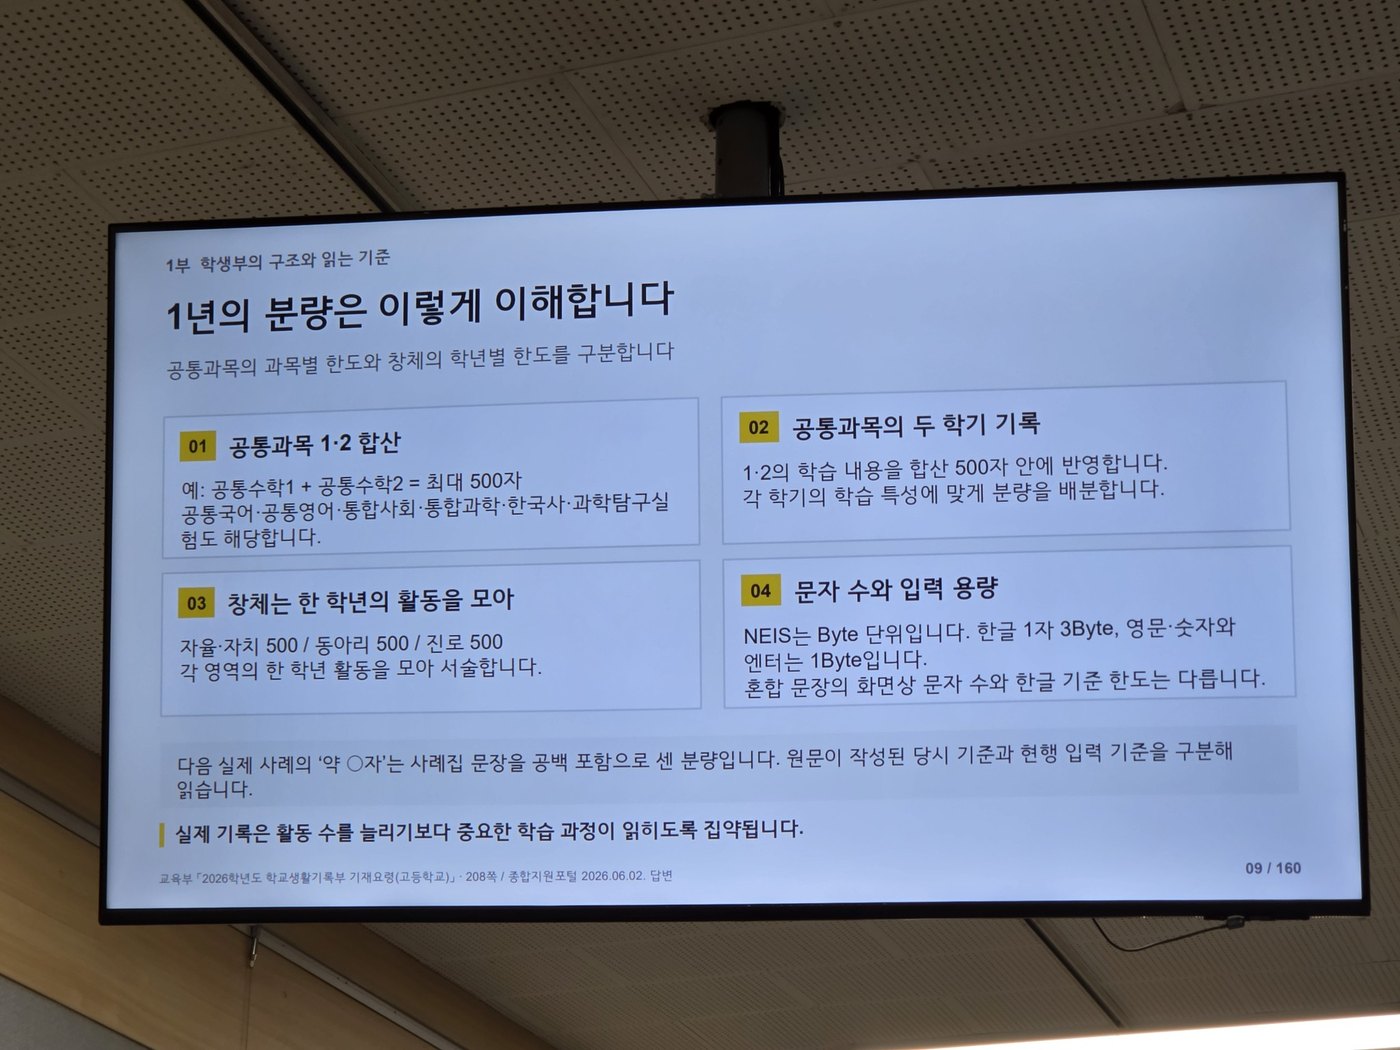 1부 학생부의 구조와 읽는 기준
1년의 분량은 이렇게 이해합니다
공통과목의 과목별 한도와 창체의 학년별 한도를 구분합니다
01 공통과목 1·2 합산
예: 공통수학1 + 공통수학2 = 최대 500자
공통국어·공통영어·통합사회·통합과학·한국사·과학탐구실
험도 해당합니다.
02 공통과목의 두 학기 기록
1·2의 학습 내용을 합산 500자 안에 반영합니다.
각 학기의 학습 특성에 맞게 분량을 배분합니다.
03 창체는 한 학년의 활동을 모아
자율·자치 500 / 동아리 500 / 진로 500
각 영역의 한 학년 활동을 모아 서술합니다.
04 문자 수와 입력 용량
NEIS는 Byte 단위입니다. 한글 1자 3Byte, 영문·숫자와
엔터는 1Byte입니다.
혼합 문장의 화면상 문자 수와 한글 기준 한도는 다릅니다.
다음 실제 사례의 ‘약 ○자’는 사례집 문장을 공백 포함으로 센 분량입니다. 원문이 작성된 당시 기준과 현행 입력 기준을 구분해
읽습니다.
실제 기록은 활동 수를 늘리기보다 중요한 학습 과정이 읽히도록 집약됩니다.
교육부 「2026학년도 학교생활기록부 기재요령(고등학교)」 · 208쪽 / 종합지원포털 2026.06.02. 답변
09 / 160